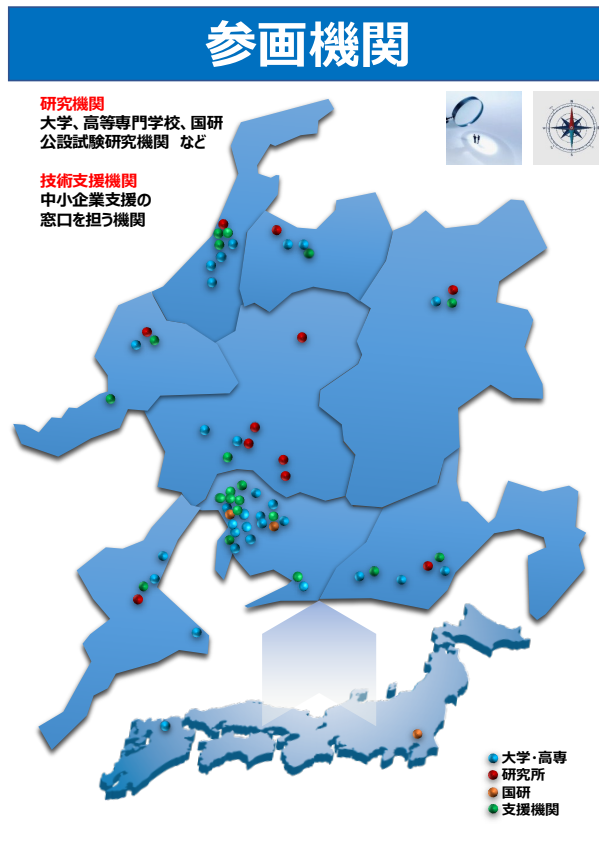 参画機関
研究機関
大学、高等専門学校、国研
公設試験研究機関　など
技術支援機関
中小企業支援の
窓口を担う機関
大学・高専
研究所
国研
支援機関